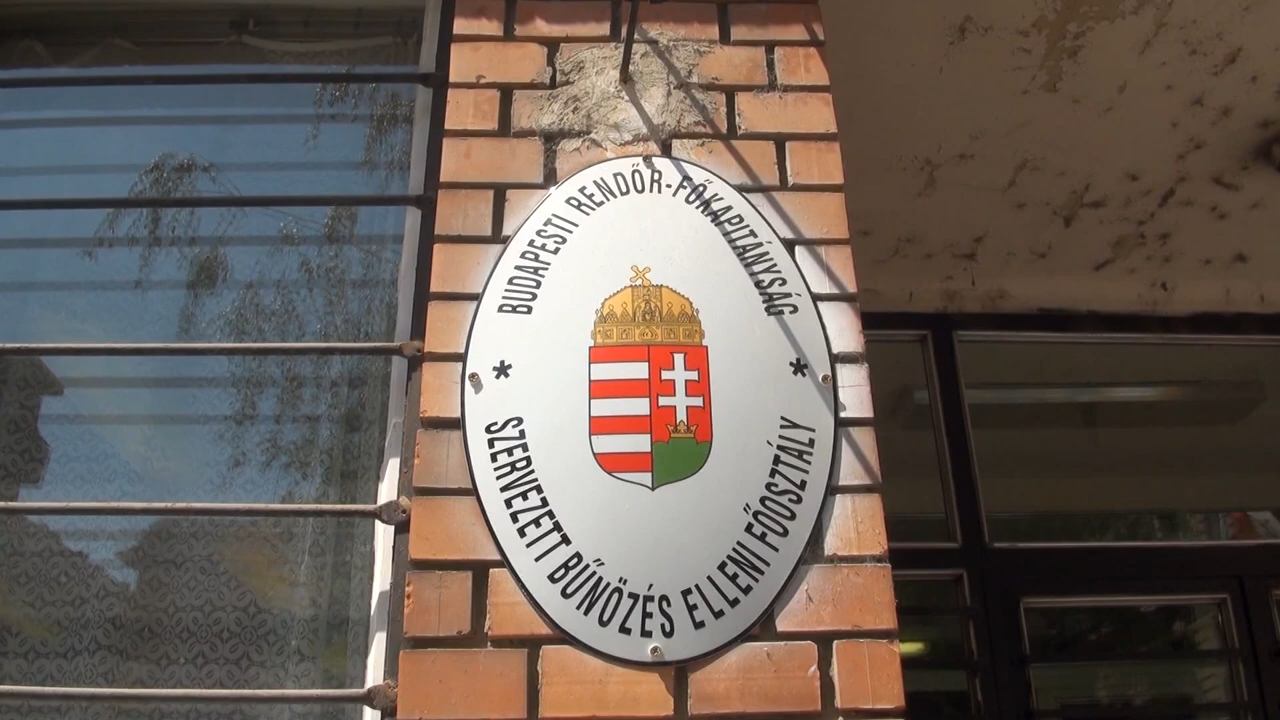 BUDAPESTI RENDŐR-FŐKAPITÁNYSÁG
* *
SZERVEZETT BŰNÖZÉS ELLENI FŐOSZTÁLY